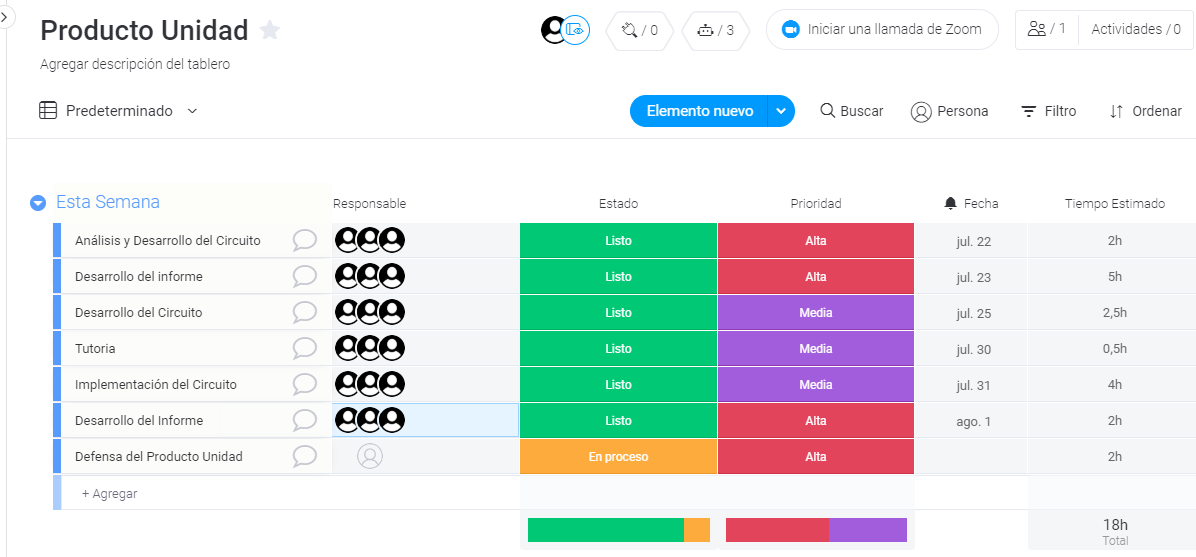 Producto Unidad
/ 0
/ 3
Iniciar una llamada de Zoom
/ 1
Actividades / 0
Agregar descripción del tablero
Predeterminado
Elemento nuevo
Buscar
Persona
Filtro
Ordenar
Esta Semana
Responsable
Estado
Prioridad
Fecha
Tiempo Estimado
Análisis y Desarrollo del Circuito
Listo
Alta
jul. 22
2h
Desarrollo del informe
Listo
Alta
jul. 23
5h
Desarrollo del Circuito
Listo
Media
jul. 25
2,5h
Tutoria
Listo
Media
jul. 30
0,5h
Implementación del Circuito
Listo
Media
jul. 31
4h
Desarrollo del Informe
Listo
Alta
ago. 1
2h
Defensa del Producto Unidad
En proceso
Alta
2h
+ Agregar
18h
Total